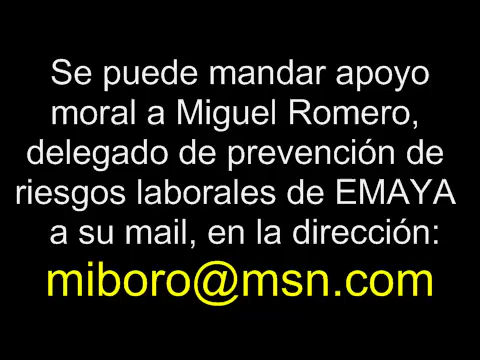 Se puede mandar apoyo
moral a Miguel Romero,
delegado de prevención de
riesgos laborales de EMAYA
a su mail, en la dirección:
miboro@msn.com